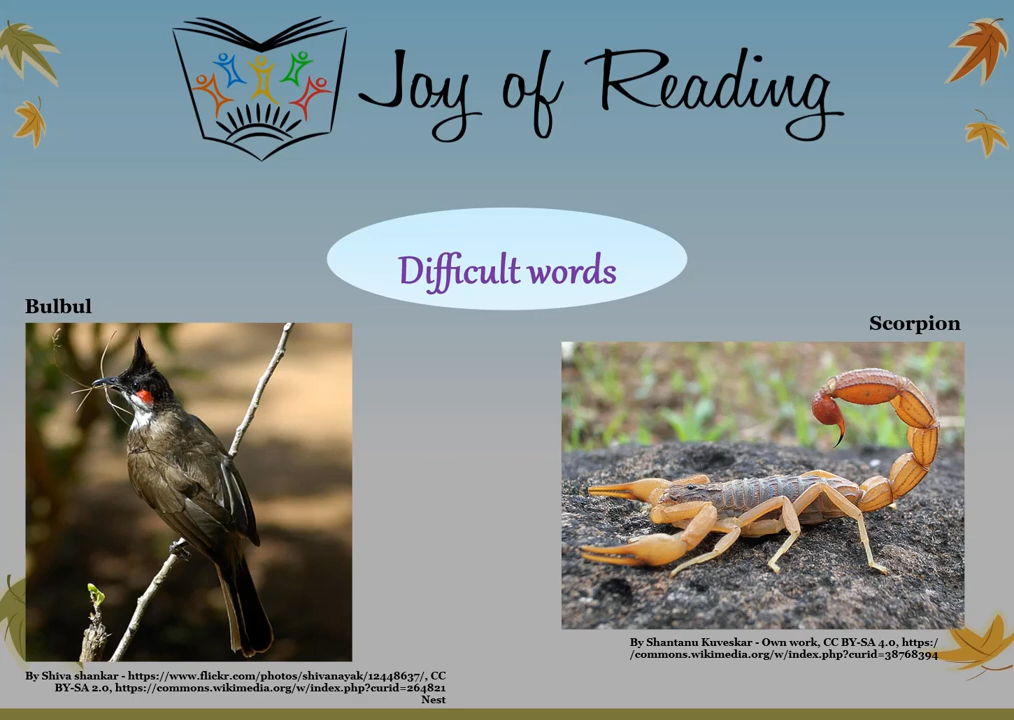 Joy of Reading
Difficult words
Bulbul
Scorpion
By Shantanu Kuveskar - Own work, CC BY-SA 4.0, https:/
/commons.wikimedia.org/w/index.php?curid=38768394
By Shiva shankar - https://www.flickr.com/photos/shivanayak/12448637/, CC
BY-SA 2.0, https://commons.wikimedia.org/w/index.php?curid=264821
Nest